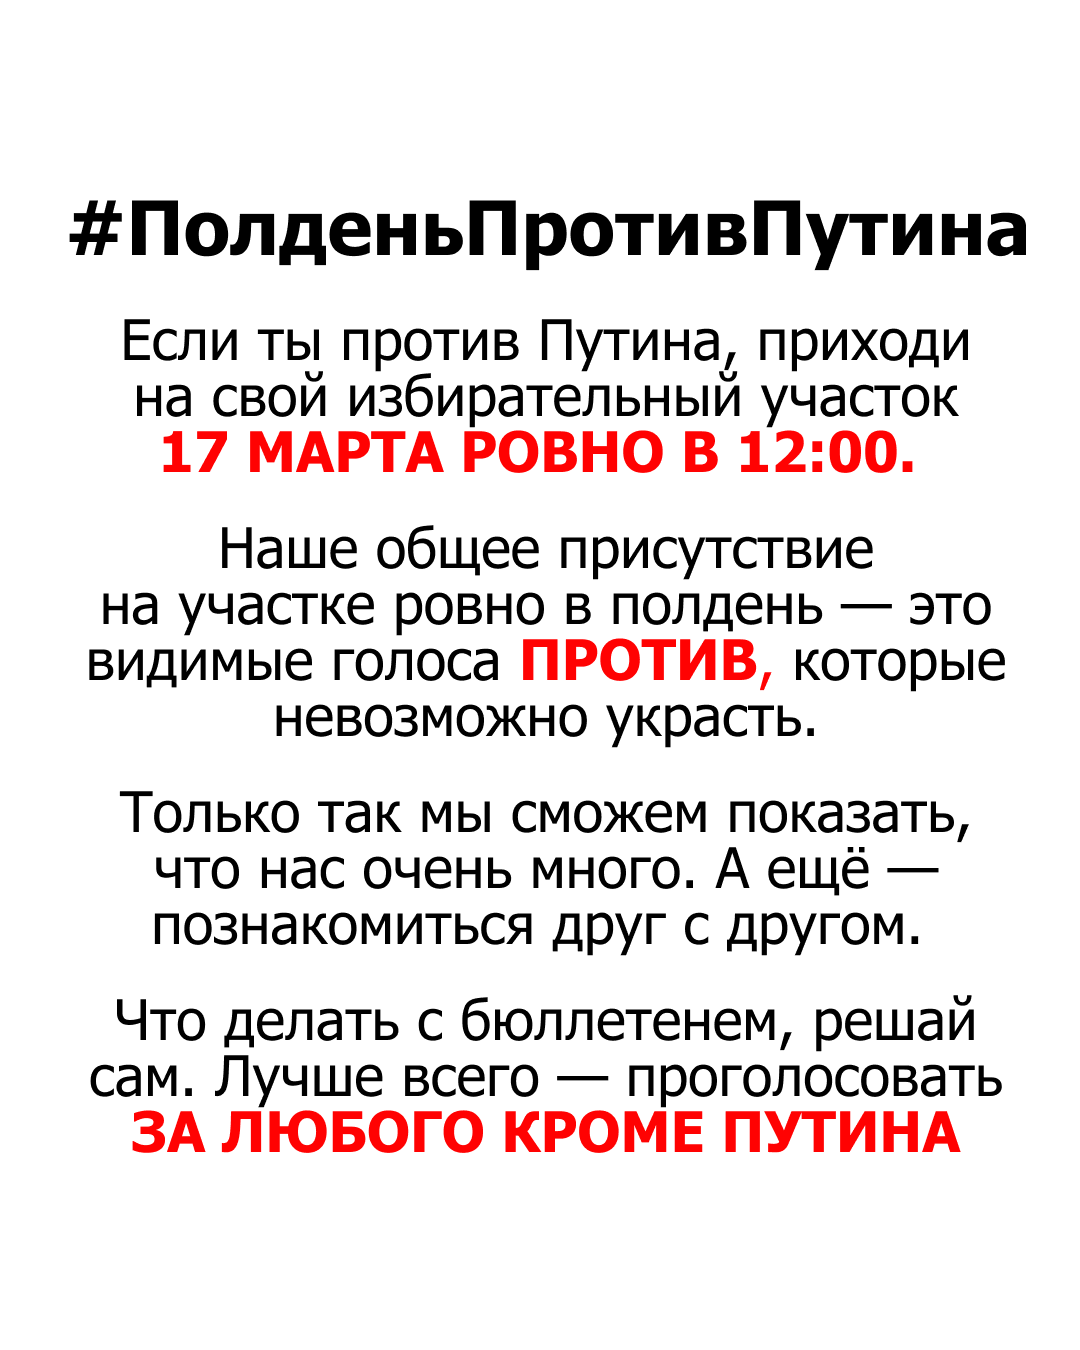 #ПолденьПротивПутина
Если ты против Путина, приходи
на свой избирательный участок
17 МАРТА РОВНО В 12:00.
Наше общее присутствие
на участке ровно в полдень — это
видимые голоса ПРОТИВ, которые
невозможно украсть.
Только так мы сможем показать,
что нас очень много. А ещё —
познакомиться друг с другом.
Что делать с бюллетенем, решай
сам. Лучше всего — проголосовать
ЗА ЛЮБОГО КРОМЕ ПУТИНА